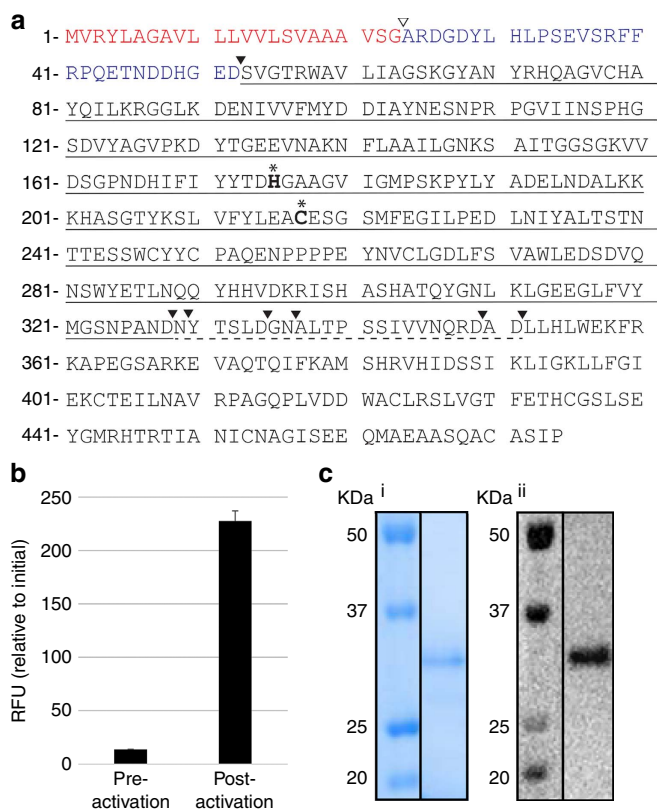 a
1- MVRYLAGAVL LLVVLSVAAA VSGARDGDYL HLPSEVSRFF
41- RPQETNDDHG EDSVGTRWAV LIAGSKGYAN YRHQAGVCHA
81- YQILKRGGLK DENIVVFMYD DIAYNESNPR PGVIINSPHG
121- SDVYAGVPKD YTGEEVNAKN FLAAILGNKS AITGGSGKVV
* 
161- DSGPNDHIFI YYTDHGAAGV IGMPSKPYLY ADELNDALKK
*
201- KHASGTYKSL VFYLEACESG SMFEGILPED LNIYALTSTN
241- TTESSWCYYC PAQENPPPPE YNVCLGDLFS VAWLEDSDVQ
281- NSWYETLNQQ YHHVDKRISH ASHATQYGNL KLGEEGLFVY
321- MGSNPANDNY TSLDGNALTP SSIVVNQRDA DLLHLWEKFR
361- KAPEGSARKE VAQTQIFKAM SHRVHIDSSI KLIGKLLFGI
401- EKCTEILNAV RPAGQPLVDD WACLRSLVGT FETHCGSLSE
441- YGMRHTRTIA NICNAGISEE QMAEAASQAC ASIP
b
RFU (relative to initial)
250
200
150
100
50
0
Pre-
activation
Post-
activation
c
KDa i
50
37
25
20
KDa ii
50
37
25
20